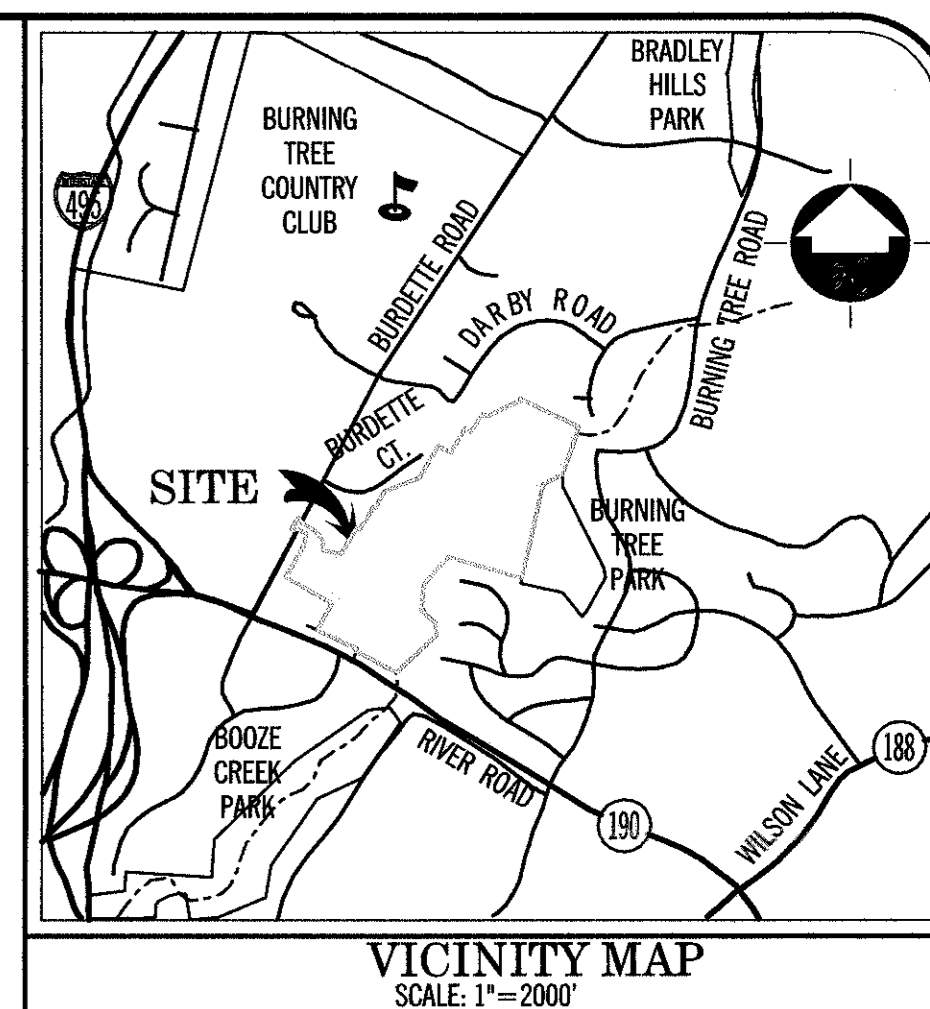 BRADLEY
HILLS
PARK
BURNING
TREE
COUNTRY
CLUB
INTERSTATE
495
BURDETTE ROAD
DARBY ROAD
BURNING TREE ROAD
BURDETTE
CT.
SITE
BURNING
TREE
PARK
BOOZE
CREEK
PARK
RIVER ROAD
190
WILSON LANE
188
VICINITY MAP
SCALE: 1"=2000'